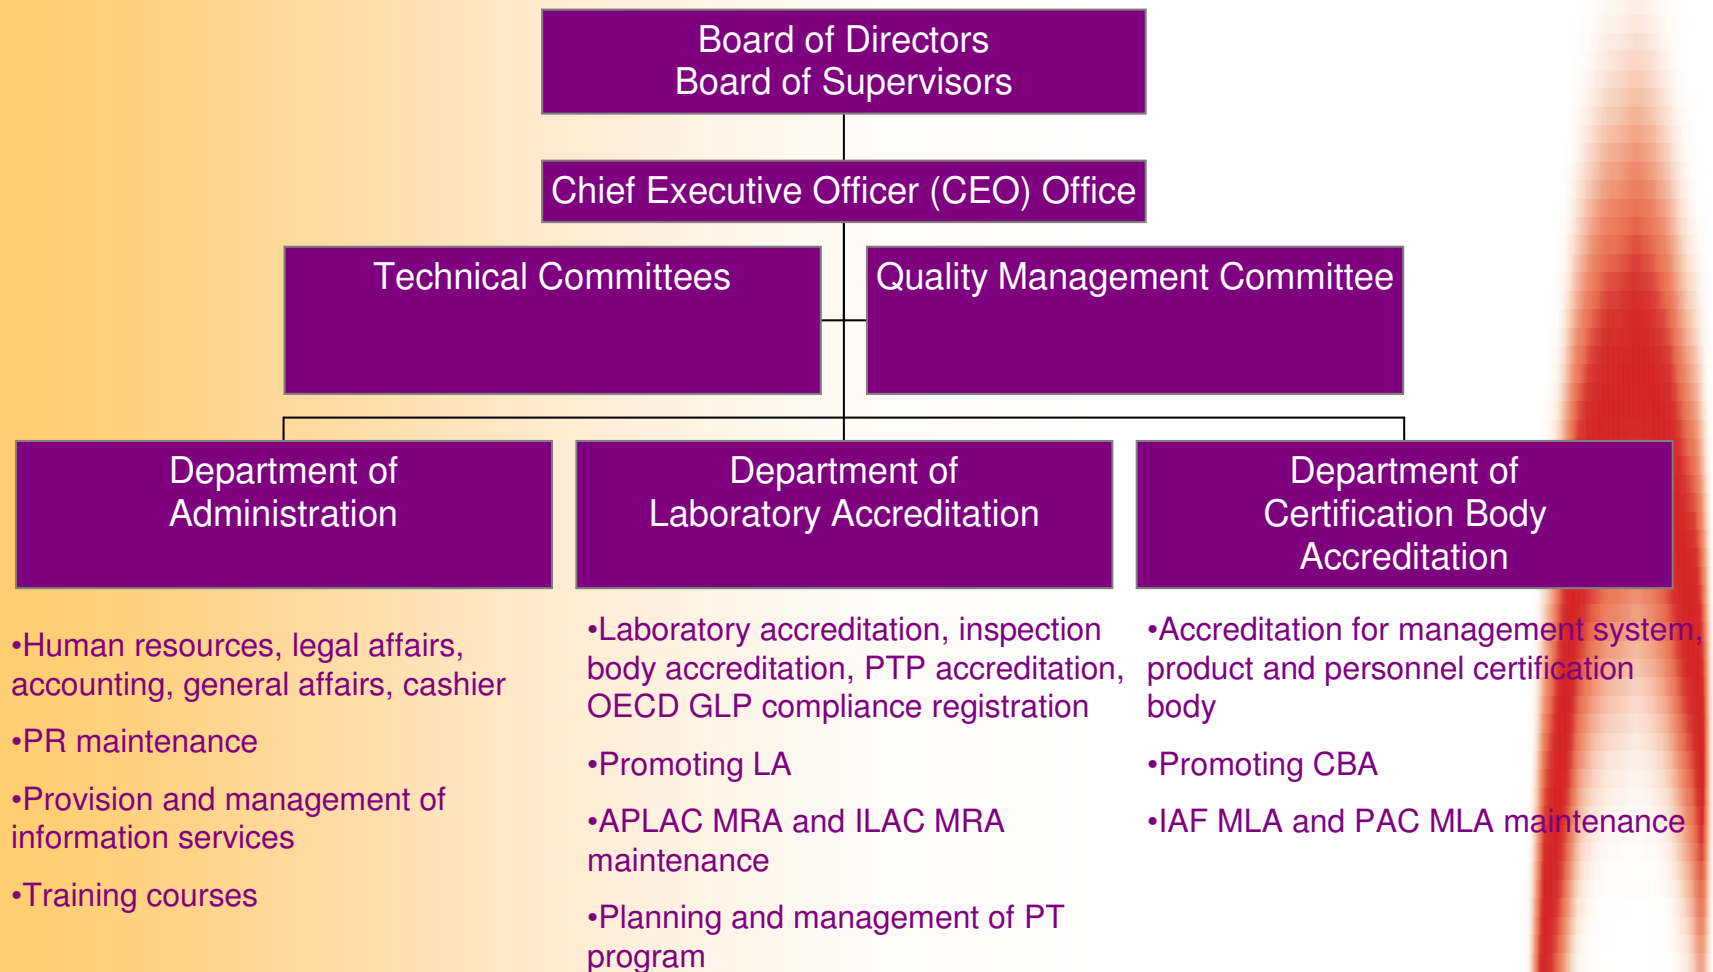 Board of Directors
Board of Supervisors
Chief Executive Officer (CEO) Office
Technical Committees
Quality Management Committee
Department of
Administration
Department of
Laboratory Accreditation
Department of
Certification Body
Accreditation
•Human resources, legal affairs,
accounting, general affairs, cashier
•PR maintenance
•Provision and management of
information services
•Training courses
•Laboratory accreditation, inspection
body accreditation, PTP accreditation,
OECD GLP compliance registration
•Promoting LA
•APLAC MRA and ILAC MRA
maintenance
•Planning and management of PT
program
•Accreditation for management system,
product and personnel certification
body
•Promoting CBA
•IAF MLA and PAC MLA maintenance